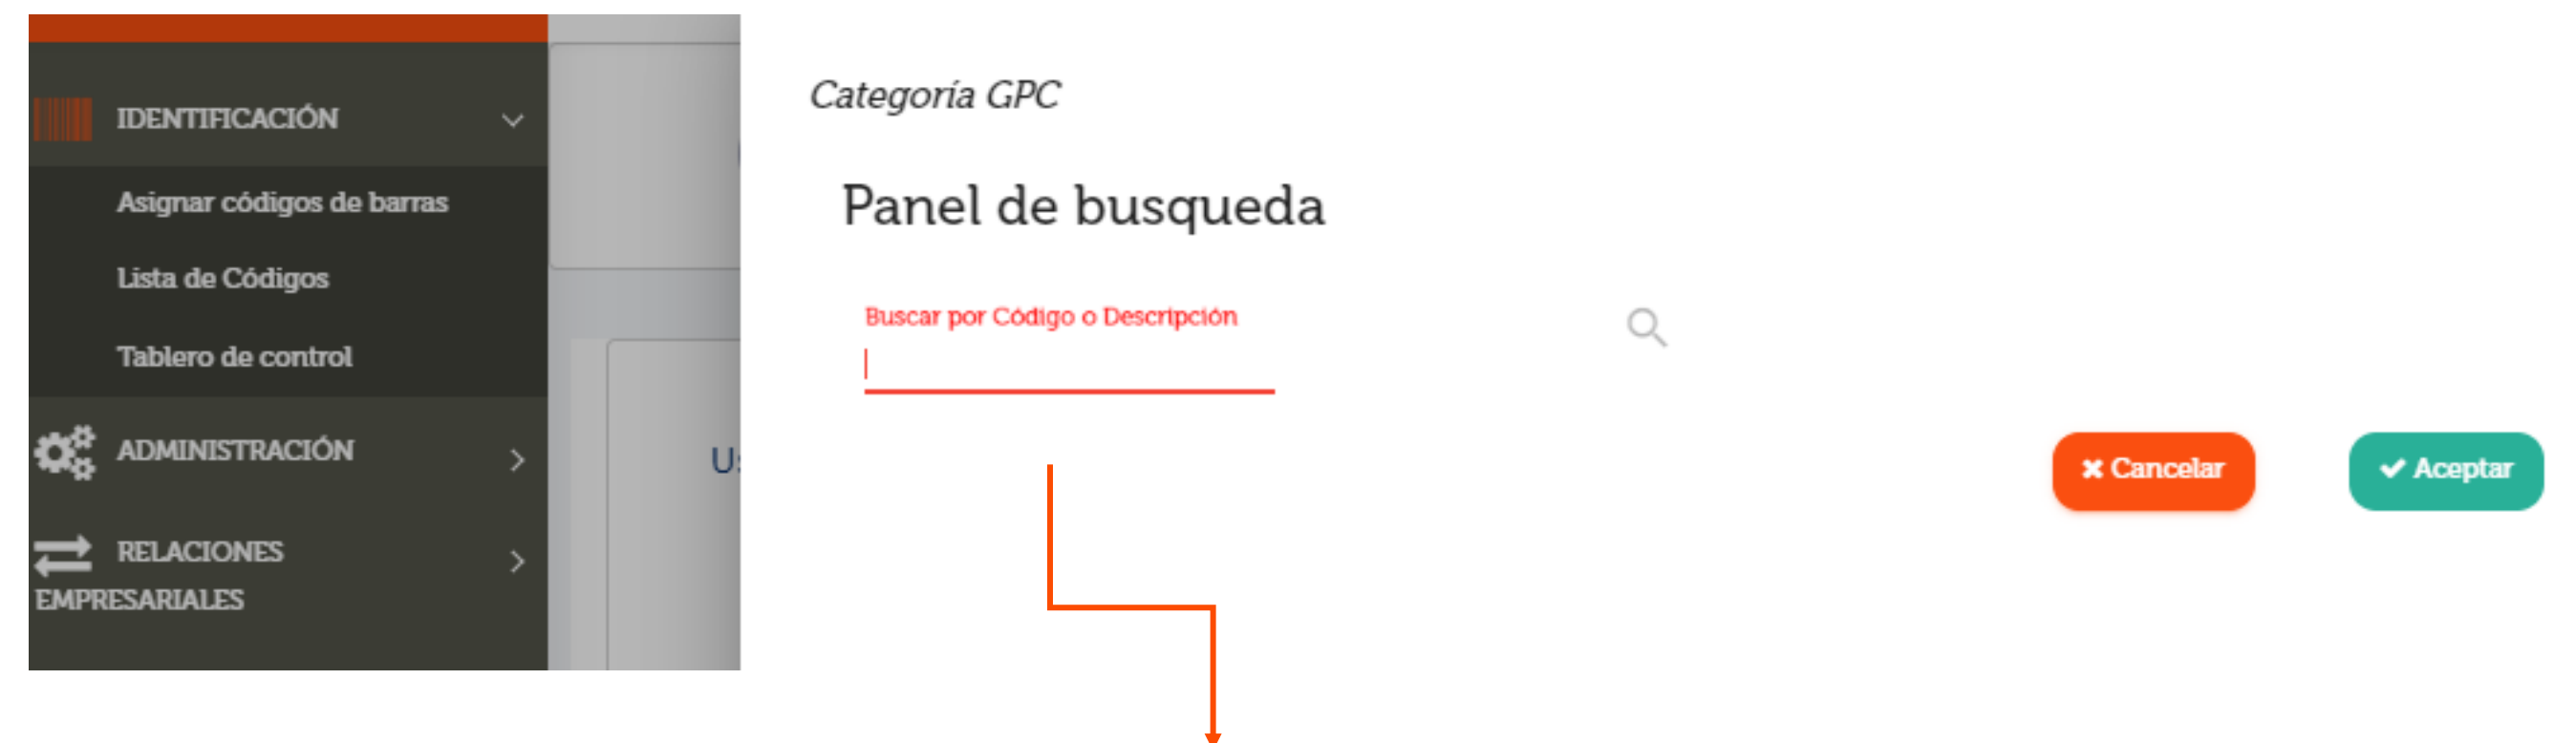 IDENTIFICACIÓN
Asignar códigos de barras
Lista de Códigos
Tablero de control
ADMINISTRACIÓN
RELACIONES
EMPRESARIALES
Categoría GPC
Panel de busqueda
Buscar por Código o Descripción
Cancelar
Aceptar